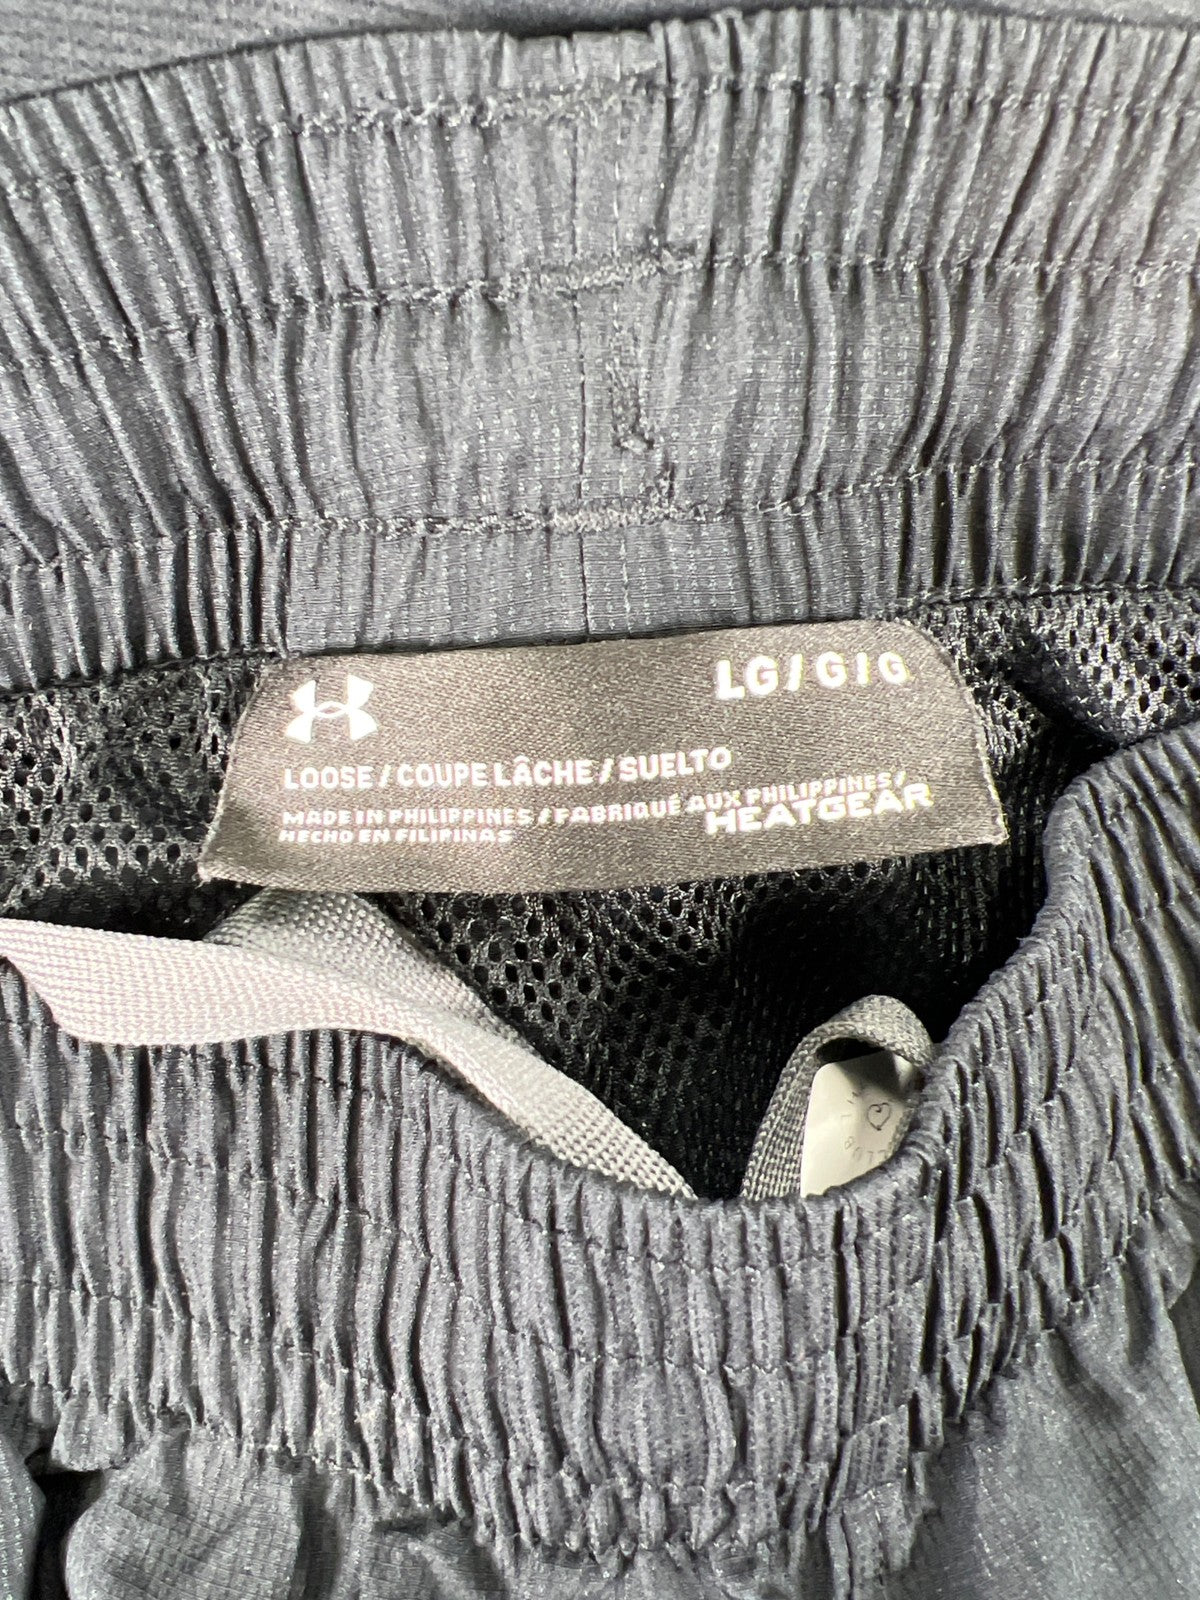 LG / G / G
LOOSE / COUPE LÂCHE / SUELTO
MADE IN PHILIPPINES / FABRIQUÉ AUX PHILIPPINES /
HECHO EN FILIPINAS
HEATGEAR